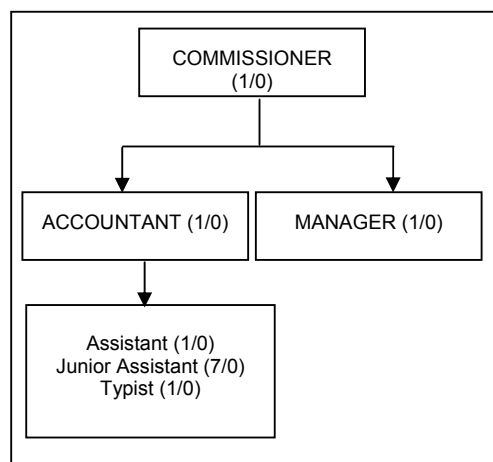 COMMISSIONER
(1/0)
ACCOUNTANT (1/0)
MANAGER (1/0)
Assistant (1/0)
Junior Assistant (7/0)
Typist (1/0)